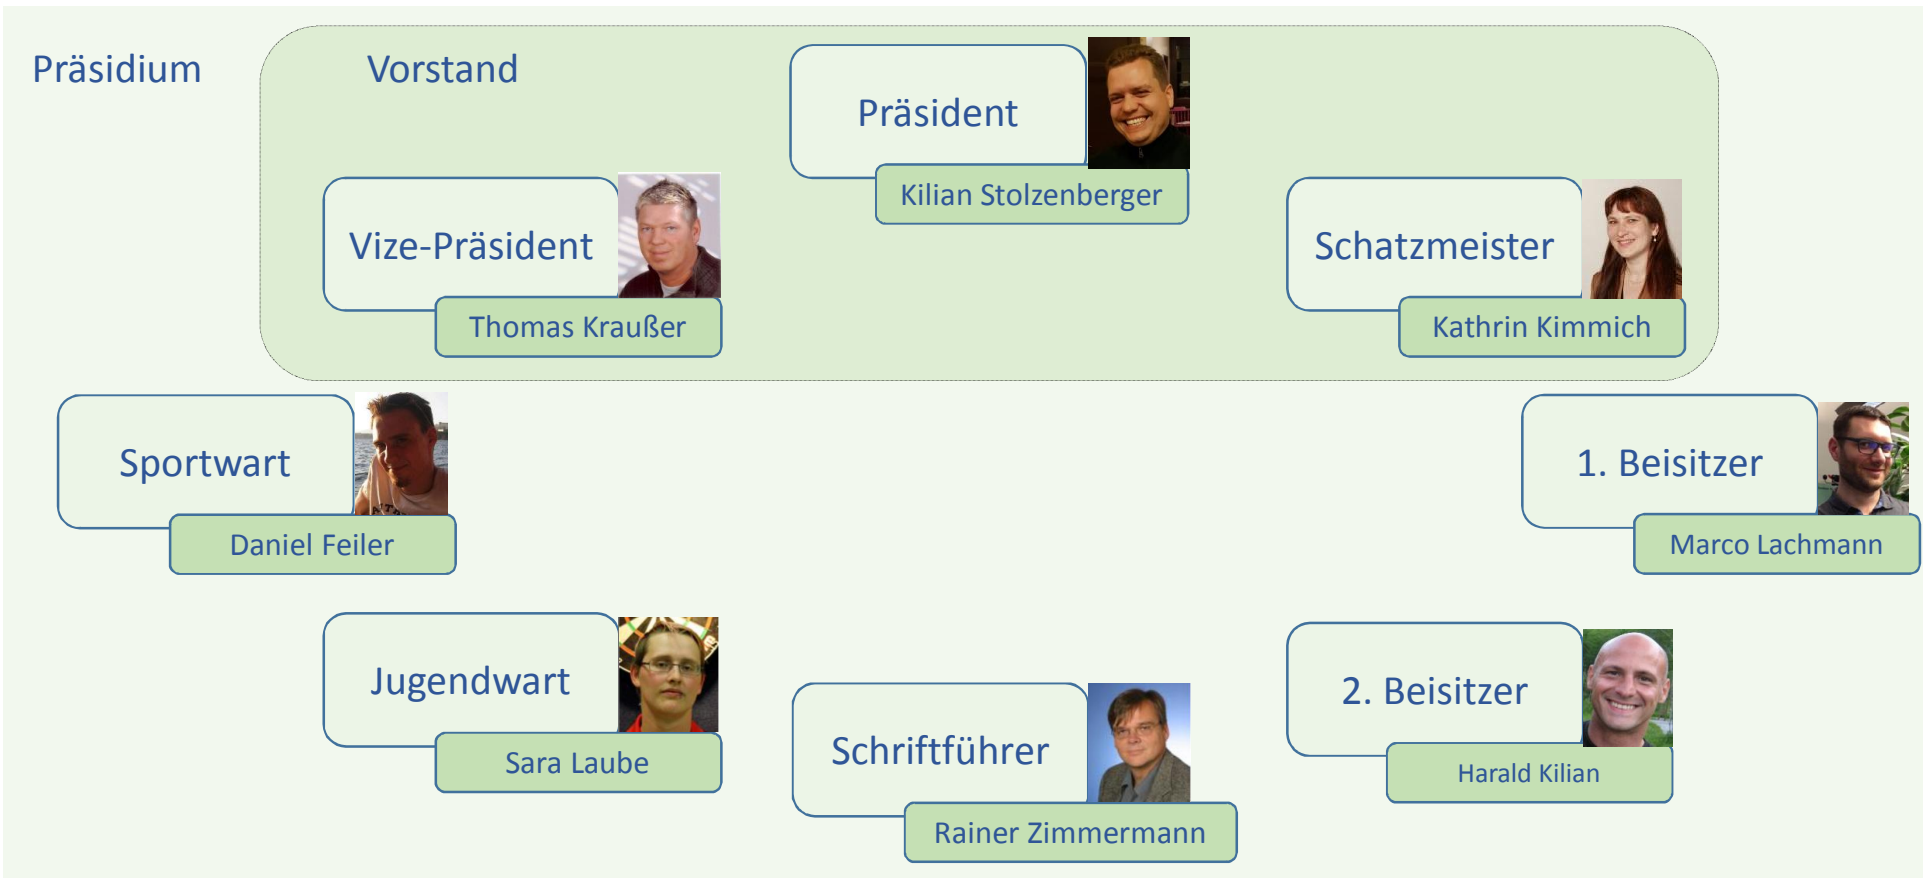 Präsidium
Vorstand
Präsident
Kilian Stolzenberger
Vize-Präsident
Thomas Kraußer
Schatzmeister
Kathrin Kimmich
Sportwart
Daniel Feiler
1. Beisitzer
Marco Lachmann
Jugendwart
Sara Laube
Schriftführer
Rainer Zimmermann
2. Beisitzer
Harald Kilian